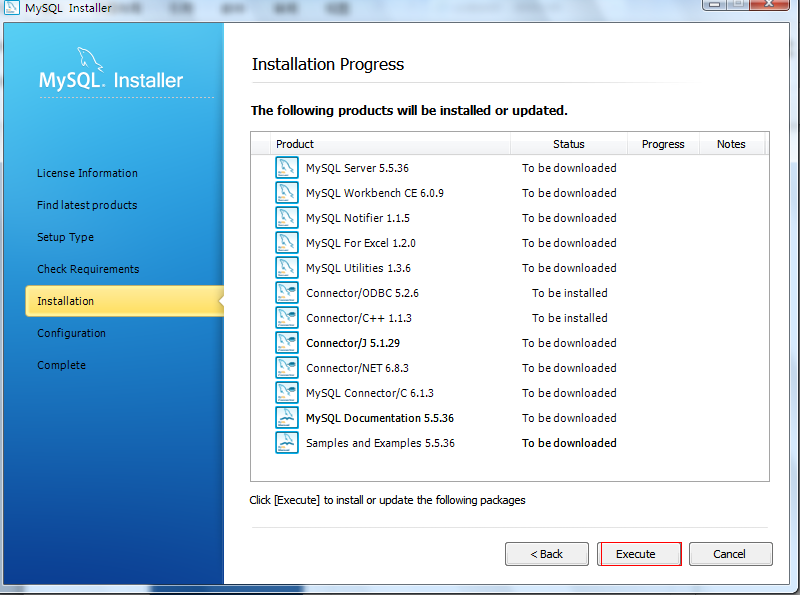 MySQL Installer
MySQL. Installer
License Information
Find latest products
Setup Type
Check Requirements
Installation
Configuration
Complete
Installation Progress
The following products will be installed or updated.
Product Status Progress Notes
MySQL Server 5.5.36 To be downloaded
MySQL Workbench CE 6.0.9 To be downloaded
MySQL Notifier 1.1.5 To be downloaded
MySQL For Excel 1.2.0 To be downloaded
MySQL Utilities 1.3.6 To be downloaded
Connector/ODBC 5.2.6 To be installed
Connector/C++ 1.1.3 To be installed
Connector/J 5.1.29 To be downloaded
Connector/NET 6.8.3 To be downloaded
MySQL Connector/C 6.1.3 To be downloaded
MySQL Documentation 5.5.36 To be downloaded
Samples and Examples 5.5.36 To be downloaded
Click [Execute] to install or update the following packages
< Back Execute Cancel